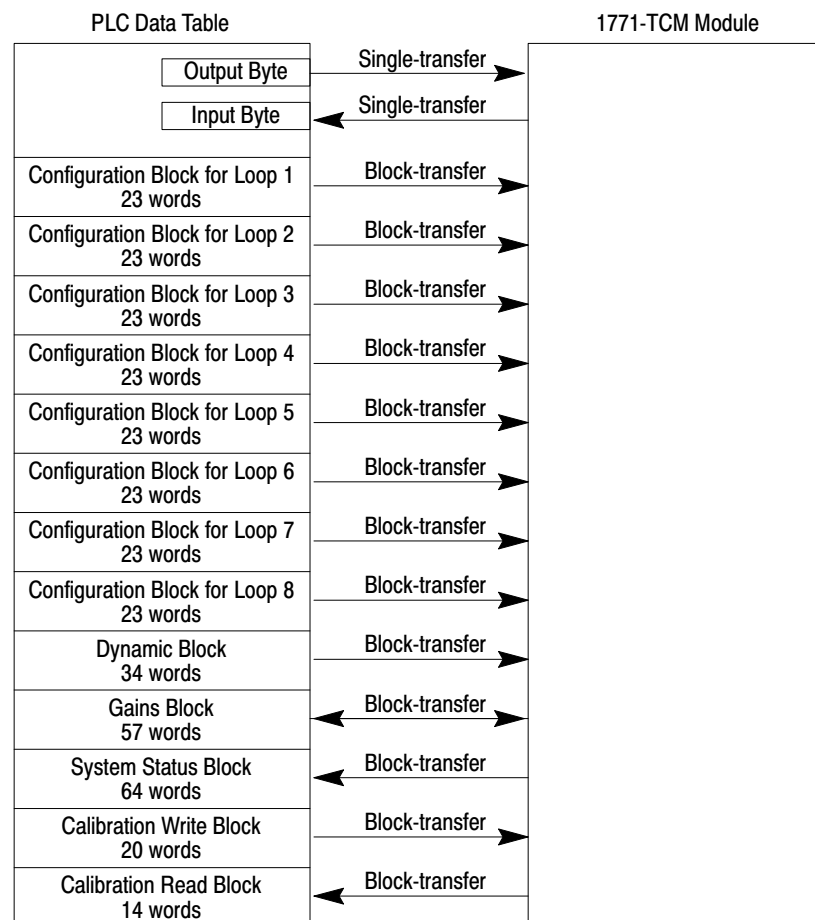 PLC Data Table
1771-TCM Module
Output Byte
Single-transfer
Input Byte
Single-transfer
Configuration Block for Loop 1
23 words
Block-transfer
Configuration Block for Loop 2
23 words
Block-transfer
Configuration Block for Loop 3
23 words
Block-transfer
Configuration Block for Loop 4
23 words
Block-transfer
Configuration Block for Loop 5
23 words
Block-transfer
Configuration Block for Loop 6
23 words
Block-transfer
Configuration Block for Loop 7
23 words
Block-transfer
Configuration Block for Loop 8
23 words
Block-transfer
Dynamic Block
34 words
Block-transfer
Gains Block
57 words
Block-transfer
System Status Block
64 words
Block-transfer
Calibration Write Block
20 words
Block-transfer
Calibration Read Block
14 words
Block-transfer